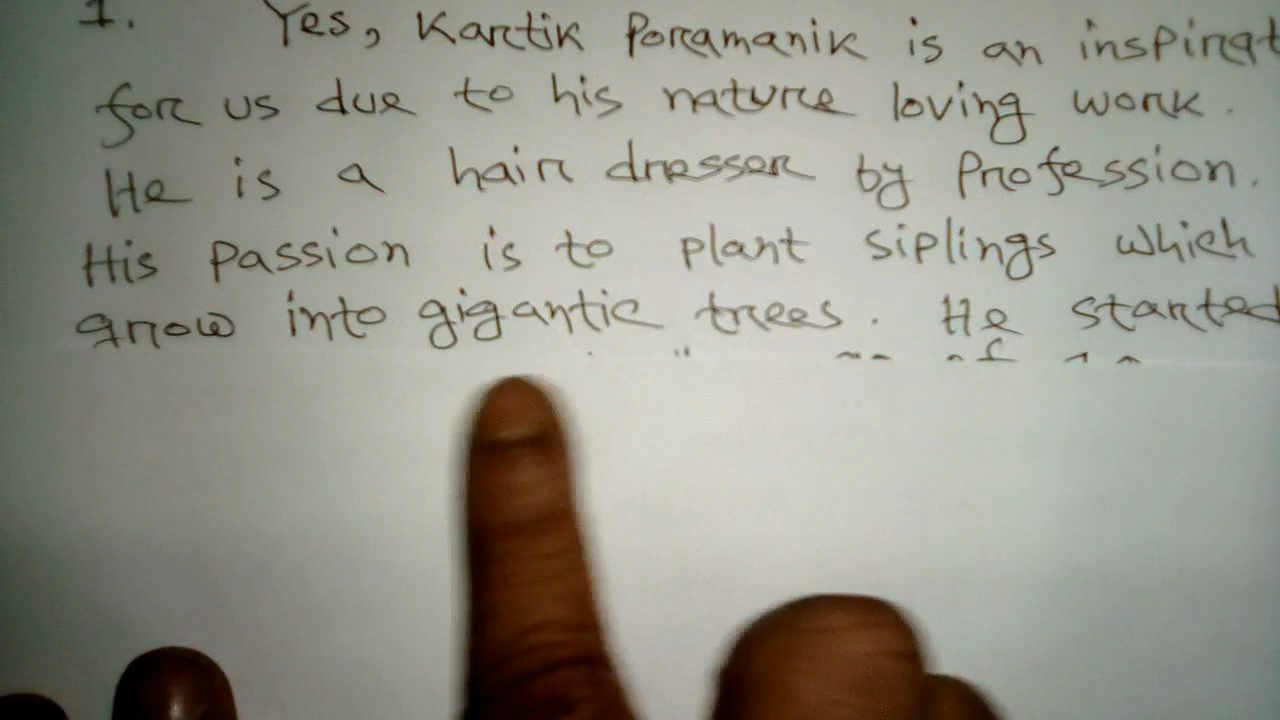 1. Yes, Kartik Poramanik is an inspirat
for us due to his nature loving work.
He is a hair dresser by Profession.
His passion is to plant siplings which
grow into gigantic trees. He started